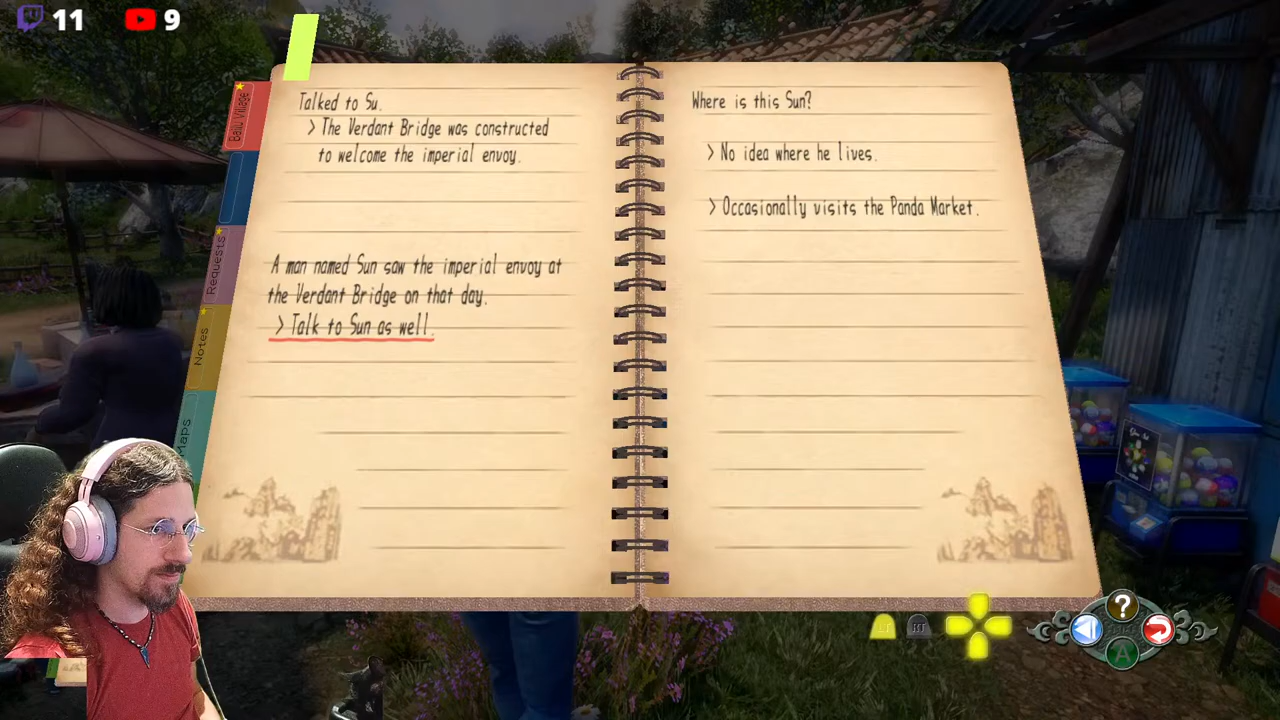 11
9
Bailu Village
Requests
Notes
Maps
Talked to Su.
> The Verdant Bridge was constructed
to welcome the imperial envoy.
A man named Sun saw the imperial envoy at
the Verdant Bridge on that day.
> Talk to Sun as well.
Where is this Sun?
> No idea where he lives.
> Occasionally visits the Panda Market.
LT
RT
?
A